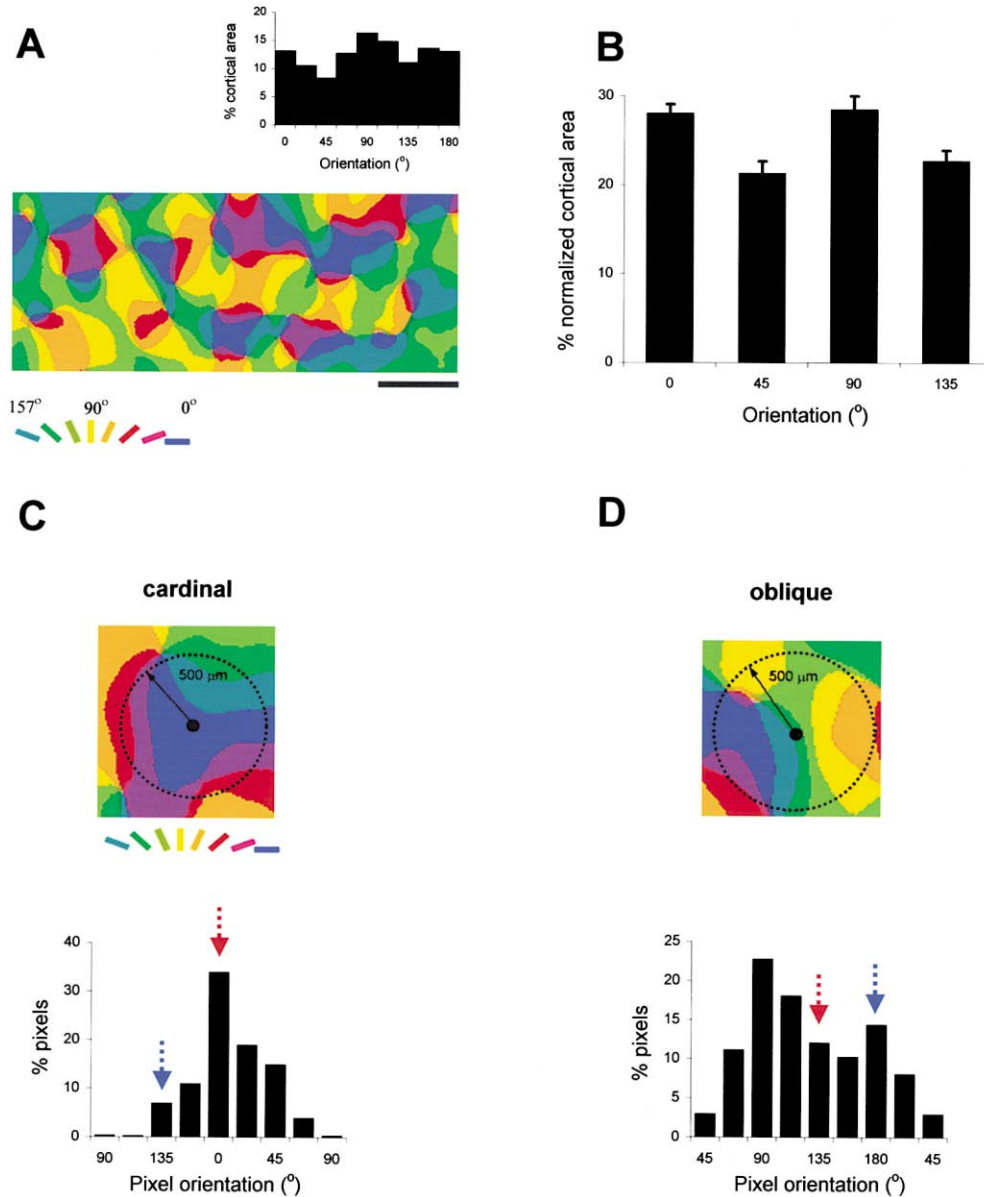 A
% cortical area
20
15
10
5
0
0 45 90 135 180
Orientation (°)
157° 90° 0°
B
% normalized cortical area
30
20
10
0
0 45 90 135
Orientation (°)
C
cardinal
500 μm
% pixels
40
30
20
10
0
90 135 0 45 90
Pixel orientation (°)
D
oblique
500 μm
% pixels
25
20
15
10
5
0
45 90 135 180 45
Pixel orientation (°)